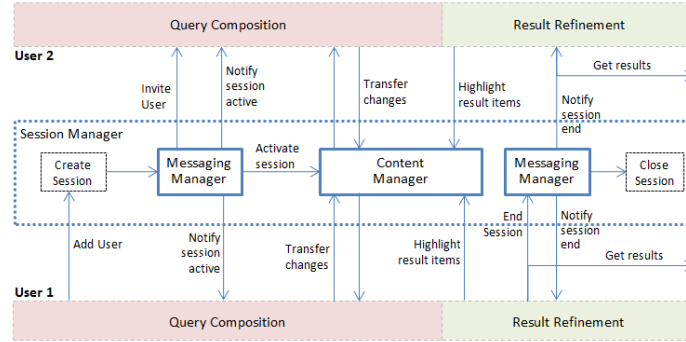 Query Composition
Result Refinement
User 2
Invite
User
Notify
session
active
Transfer
changes
Highlight
result items
Get results
Notify
session
end
Session Manager
Create
Session
Messaging
Manager
Activate
session
Content
Manager
Messaging
Manager
Close
Session
Add User
Notify
session
active
Transfer
changes
Highlight
result items
End
Session
Notify
session
end
Get results
User 1
Query Composition
Result Refinement